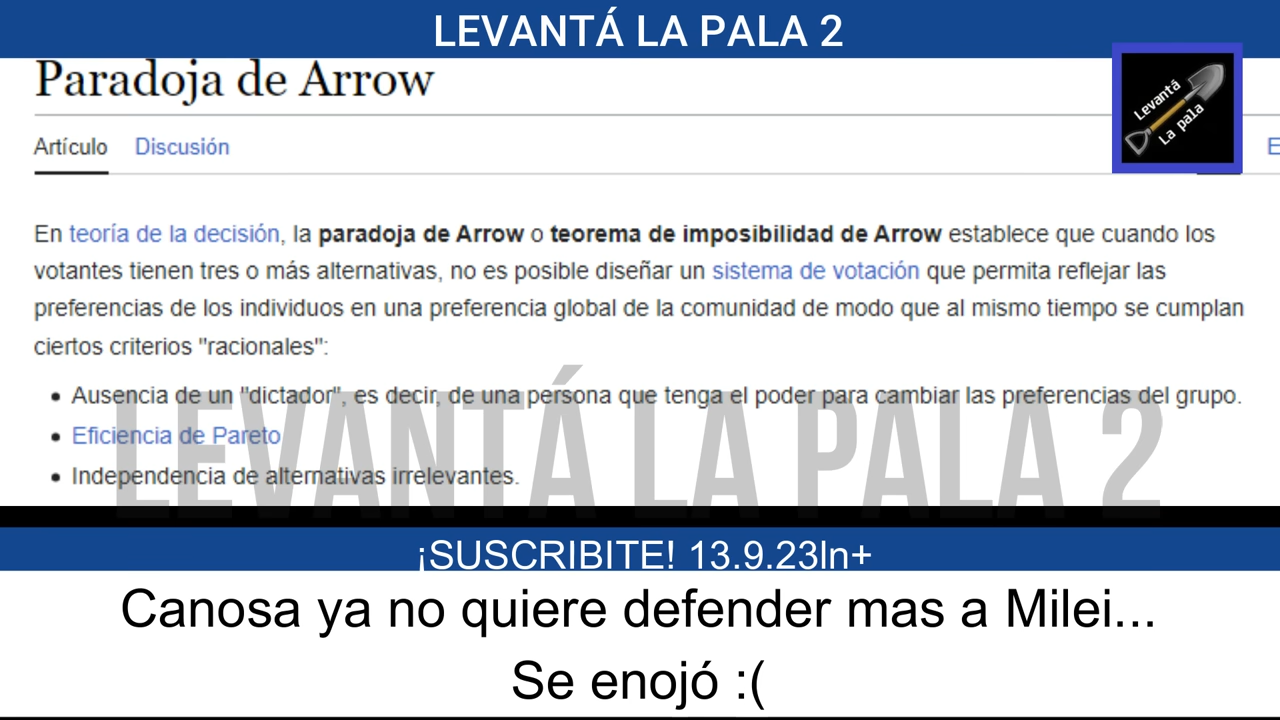 LEVANTÁ LA PALA 2
Paradoja de Arrow
Levantá
La pala
Artículo Discusión E
En teoría de la decisión, la paradoja de Arrow o teorema de imposibilidad de Arrow establece que cuando los
votantes tienen tres o más alternativas, no es posible diseñar un sistema de votación que permita reflejar las
preferencias de los individuos en una preferencia global de la comunidad de modo que al mismo tiempo se cumplan
ciertos criterios "racionales":
• Ausencia de un "dictador", es decir, de una persona que tenga el poder para cambiar las preferencias del grupo.
• Eficiencia de Pareto
• Independencia de alternativas irrelevantes.
LEVANTÁ LA PALA 2
¡SUSCRIBITE! 13.9.23ln+
Canosa ya no quiere defender mas a Milei...
Se enojó :(